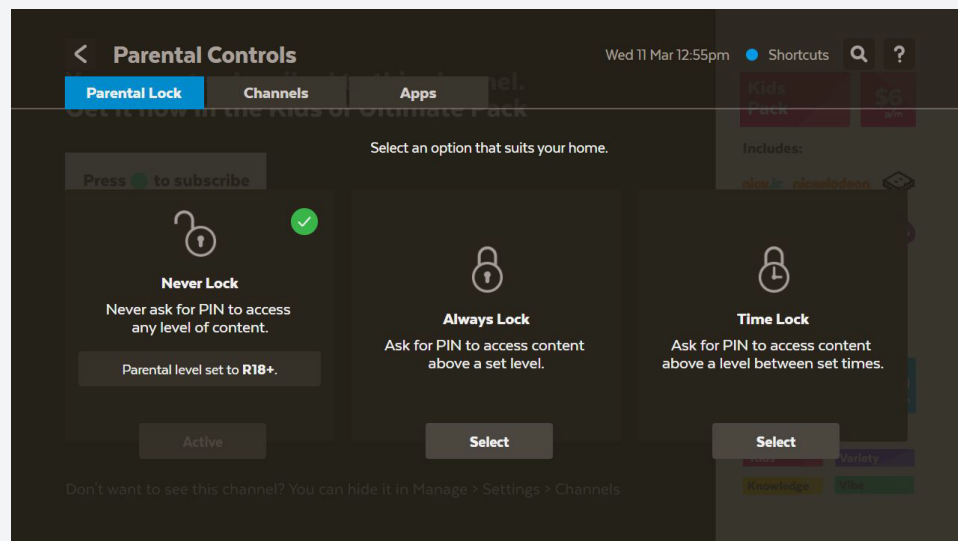 Parental Controls
Wed 11 Mar 12:55pm Shortcuts ?
Parental Lock Channels Apps
Get it now in the Kids or Ultimate Pack
Kids
Pack
$6
p/m
Select an option that suits your home.
Includes:
Press to subscribe
nick jr. nickelodeon
Never Lock
Never ask for PIN to access
any level of content.
Parental level set to R18+.
Active
Always Lock
Ask for PIN to access content
above a set level.
Select
Time Lock
Ask for PIN to access content
above a level between set times.
Select
Kids Variety
Knowledge Vibe
Don't want to see this channel? You can hide it in Manage > Settings > Channels